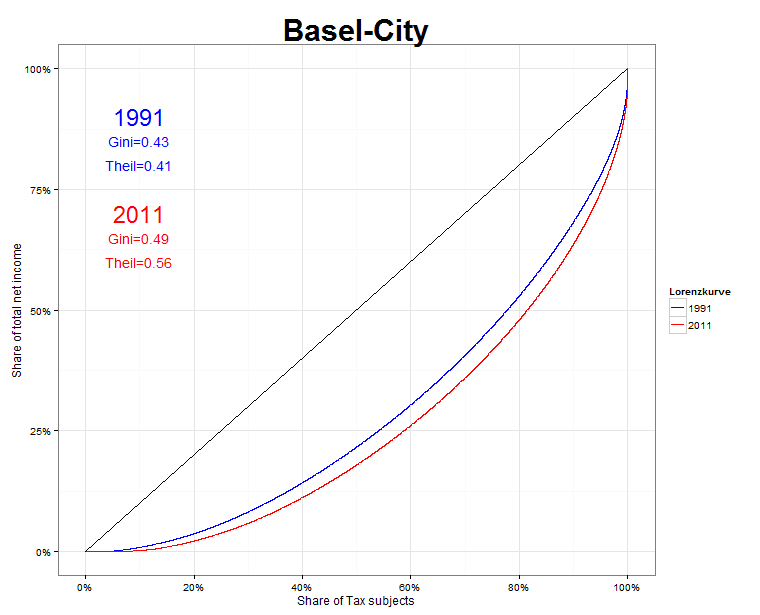 Basel-City
100%
75%
50%
25%
0%
Share of total net income
1991
Gini=0.43
Theil=0.41
2011
Gini=0.49
Theil=0.56
Lorenzkurve
1991
2011
0%
20%
40%
60%
80%
100%
Share of Tax subjects